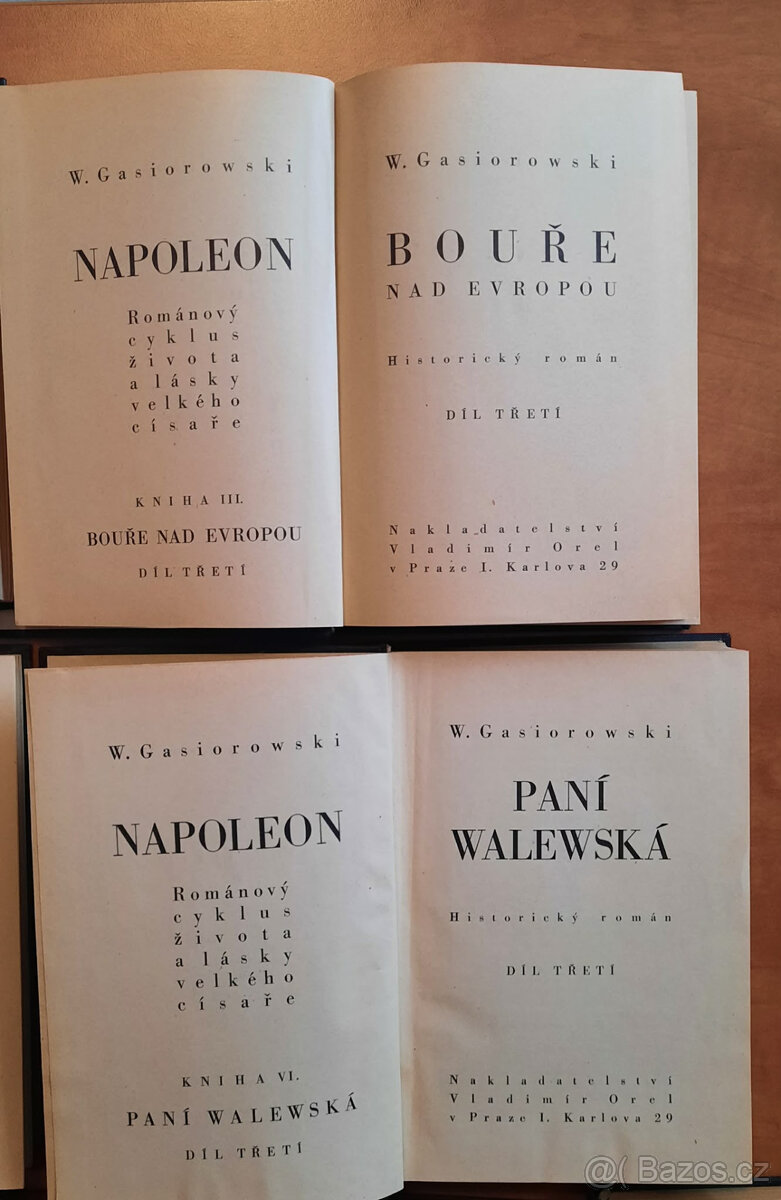 W. Gasiorowski
NAPOLEON
Románový
cyklus
života
a lásky
velkého
císaře
KNIHA III.
BOUŘE NAD EVROPOU
DÍL TŘETÍ
W. Gasiorowski
BOUŘE
NAD EVROPOU
Historický román
DÍL TŘETÍ
Nakladatelství
Vladimír Orel
v Praze I. Karlova 29
W. Gasiorowski
NAPOLEON
Románový
cyklus
života
a lásky
velkého
císaře
KNIHA VI.
PANÍ WALEWSKÁ
DÍL TŘETÍ
W. Gasiorowski
PANÍ
WALEWSKÁ
Historický román
DÍL TŘETÍ
Nakladatelství
Vladimír Orel
v Praze I. Karlova 29
@( Bazos.cz